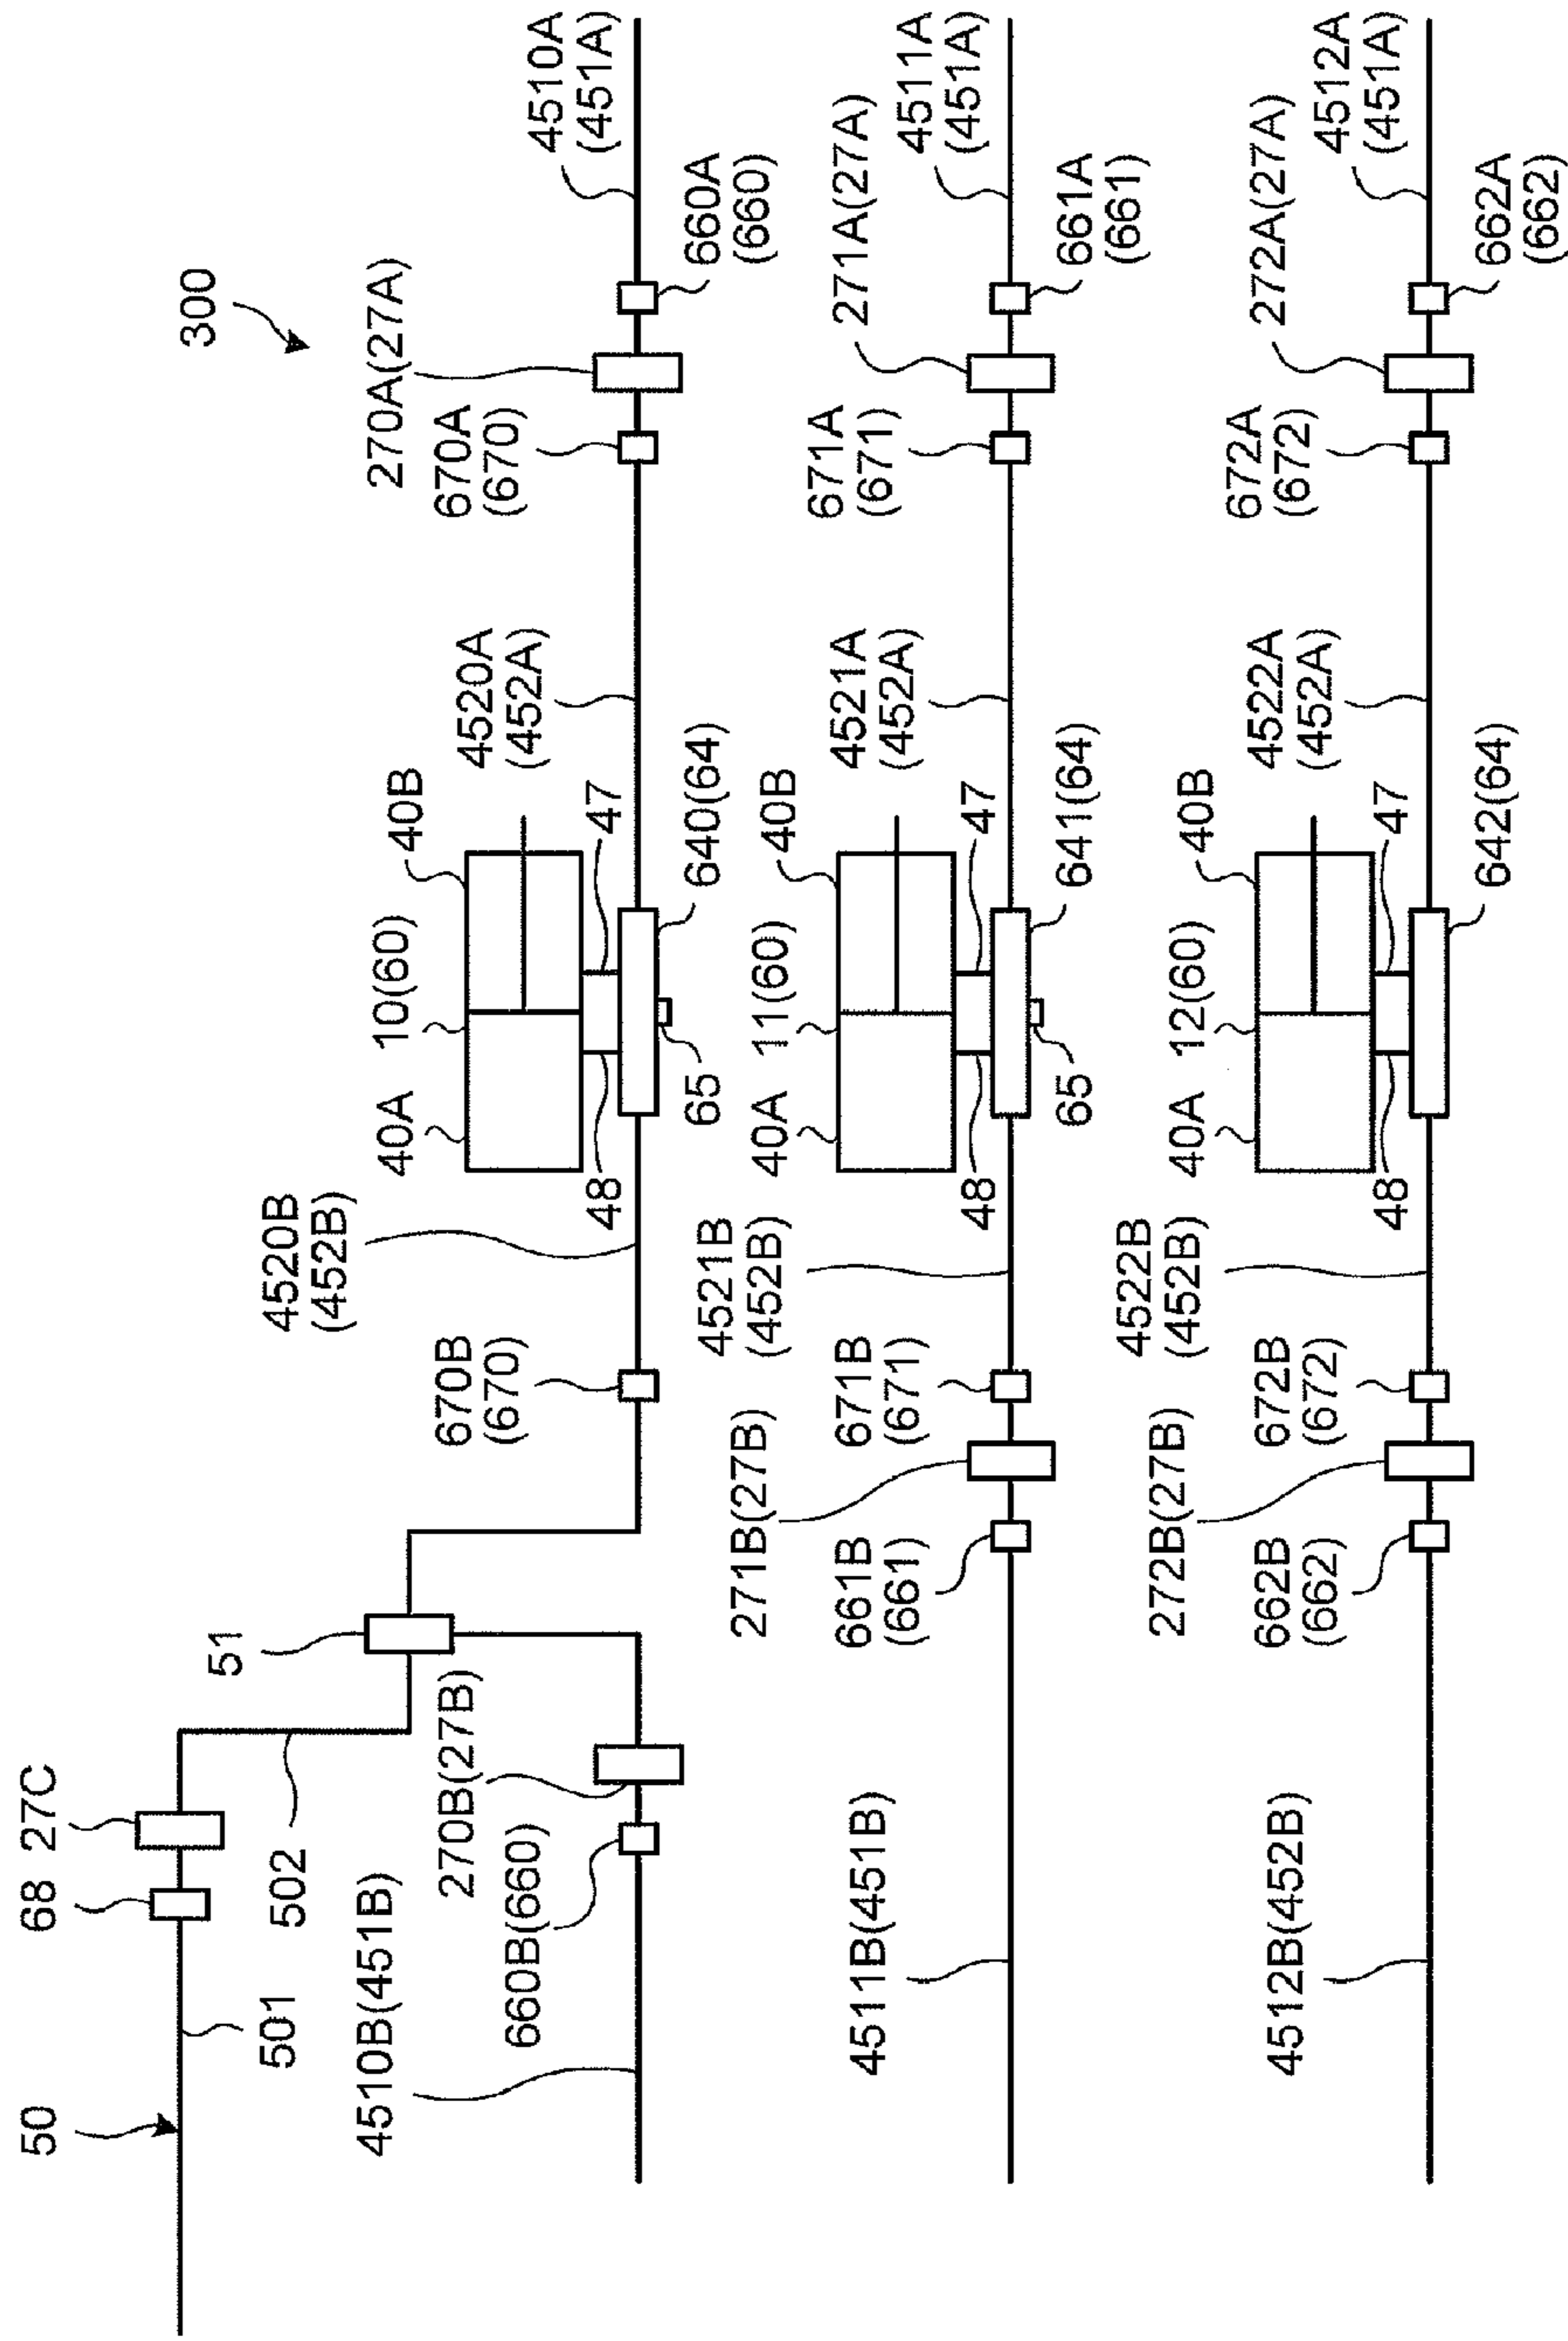 50
68
27C
300
51
501
502
4520B
(452B)
4510B(451B)
40A
10(60)
40B
270A(27A)
270B(27B)
670B
(670)
4520A
(452A)
670A
(670)
660B(660)
4510A
(451A)
48
47
65
640(64)
660A
(660)
4521B
(452B)
271B(27B)
40A
11(60)
40B
671B
(671)
661B
(661)
4521A
(452A)
671A
(671)
271A(27A)
4511B(451B)
4511A
(451A)
48
47
65
641(64)
661A
(661)
4522B
(452B)
272B(27B)
40A
12(60)
40B
672B
(672)
662B
(662)
4522A
(452A)
672A
(672)
272A(27A)
4512B(452B)
4512A
(451A)
48
47
642(64)
662A
(662)